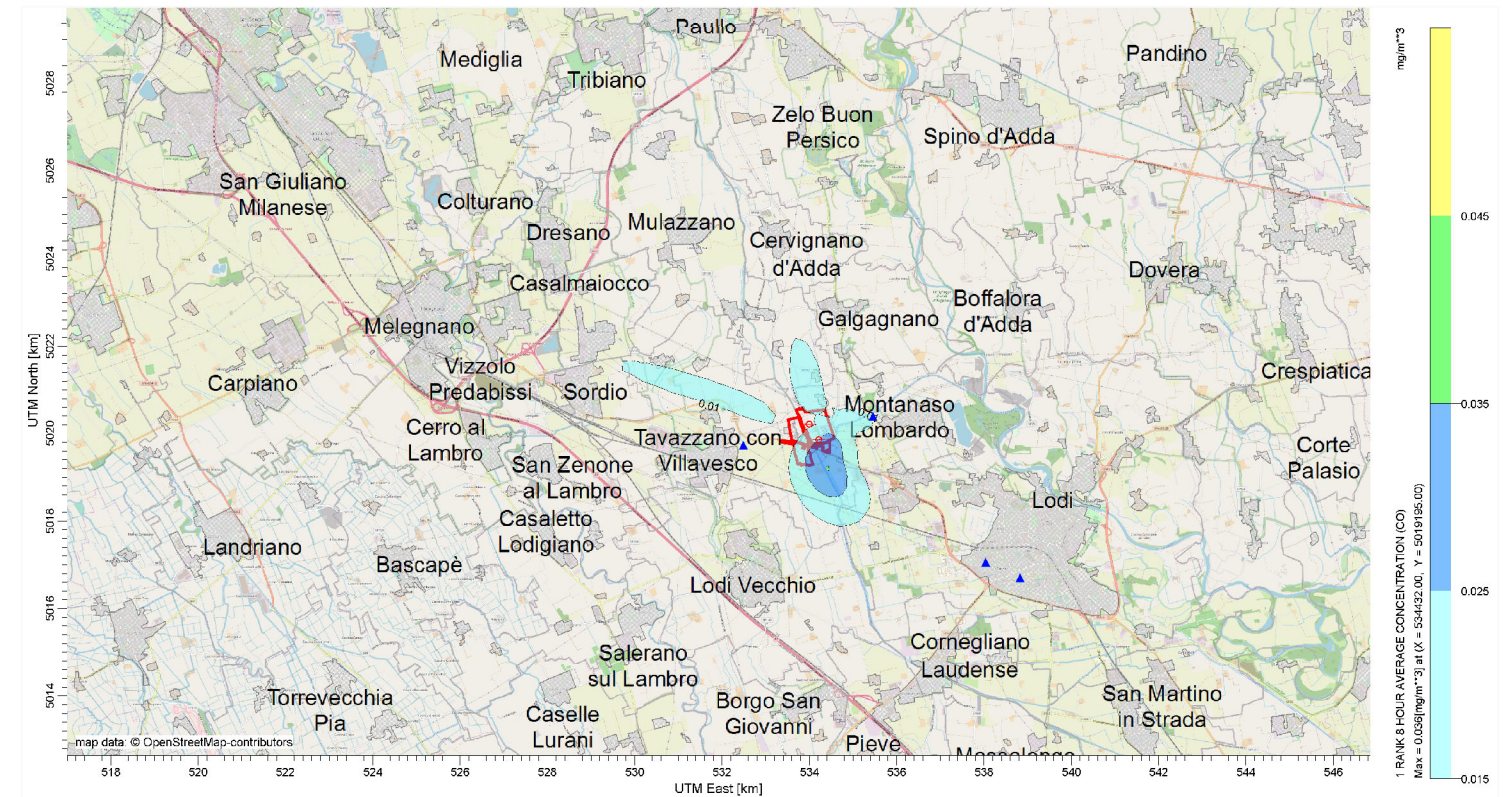 Paullo
Mediglia
Pandino
Tribiano
Zelo Buon
Persico
Spino d'Adda
San Giuliano
Milanese
Colturano
Mulazzano
Dresano
Cervignano
d'Adda
Dovera
Casalmaiocco
Boffalora
d'Adda
Galgagnano
Melegnano
Vizzolo
Predabissi
Carpiano
Sordio
Crespiatica
0.01
Montanaso
Lombardo
Cerro al
Lambro
Tavazzano con
Villavesco
Corte
Palasio
San Zenone
al Lambro
Lodi
Casaletto
Lodigiano
Landriano
Bascapè
Lodi Vecchio
Cornegliano
Laudense
Salerano
sul Lambro
Torrevecchia
Pia
Borgo San
Giovanni
San Martino
in Strada
Caselle
Lurani
Pieve
map data: © OpenStreetMap-contributors
5028
5026
5024
5022
5020
5018
5016
5014
UTM North [km]
518
520
522
524
526
528
530
532
534
536
538
540
542
544
546
UTM East [km]
mg/m**3
0.045
0.035
0.025
0.015
1 RANK 8 HOUR AVERAGE CONCENTRATION (CO)
Max = 0,036[mg/m**3] at (X = 534432.00, Y = 5019195.00)